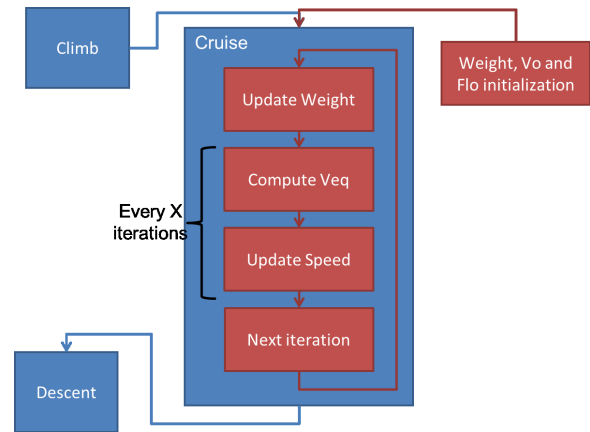 Climb
Cruise
Weight, Vo and
Flo initialization
Update Weight
Compute Veq
Every X
iterations
Update Speed
Next iteration
Descent